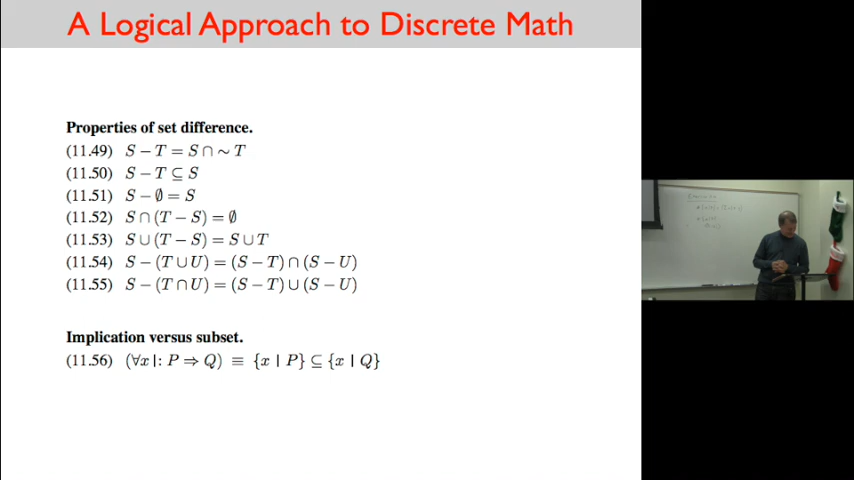 A Logical Approach to Discrete Math
Properties of set difference.
(11.49) S − T = S ∩ ∼ T
(11.50) S − T ⊆ S
(11.51) S − ∅ = S
(11.52) S ∩ (T − S) = ∅
(11.53) S ∪ (T − S) = S ∪ T
(11.54) S − (T ∪ U) = (S − T) ∩ (S − U)
(11.55) S − (T ∩ U) = (S − T) ∪ (S − U)
Implication versus subset.
(11.56) (∀x |: P ⇒ Q) ≡ {x | P} ⊆ {x | Q}